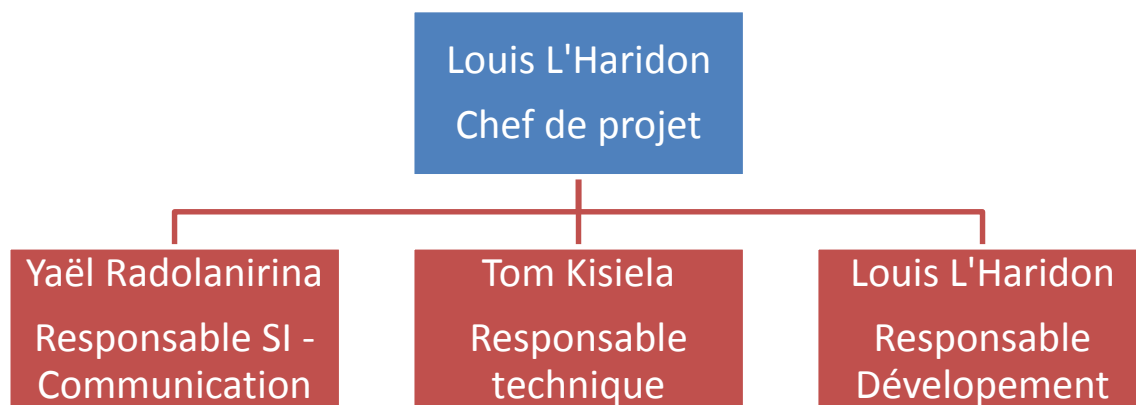 Louis L'Haridon
Chef de projet
Yaël Radolanirina
Responsable SI -
Communication
Tom Kisiela
Responsable
technique
Louis L'Haridon
Responsable
Dévelopement